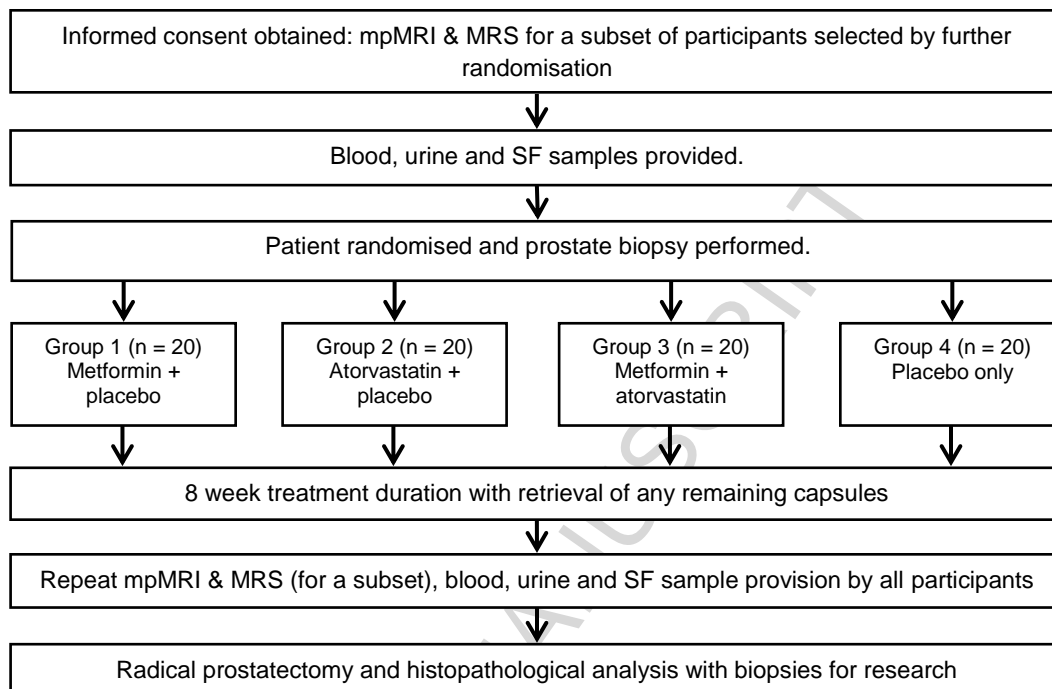 Informed consent obtained: mpMRI & MRS for a subset of participants selected by further
randomisation
Blood, urine and SF samples provided.
Patient randomised and prostate biopsy performed.
Group 1 (n = 20)
Metformin +
placebo
Group 2 (n = 20)
Atorvastatin +
placebo
Group 3 (n = 20)
Metformin +
atorvastatin
Group 4 (n = 20)
Placebo only
8 week treatment duration with retrieval of any remaining capsules
Repeat mpMRI & MRS (for a subset), blood, urine and SF sample provision by all participants
Radical prostatectomy and histopathological analysis with biopsies for research